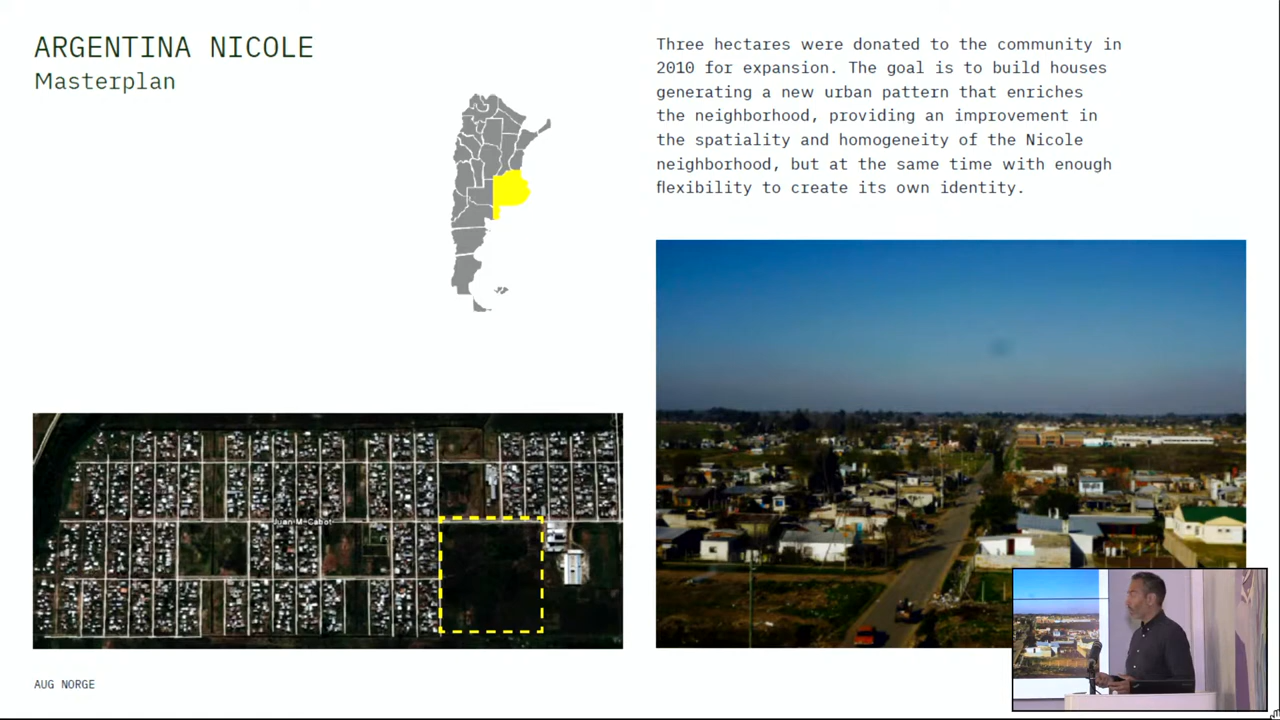 ARGENTINA NICOLE
Masterplan
Three hectares were donated to the community in
2010 for expansion. The goal is to build houses
generating a new urban pattern that enriches
the neighborhood, providing an improvement in
the spatiality and homogeneity of the Nicole
neighborhood, but at the same time with enough
flexibility to create its own identity.
Juan M. Cabot
AUG NORGE